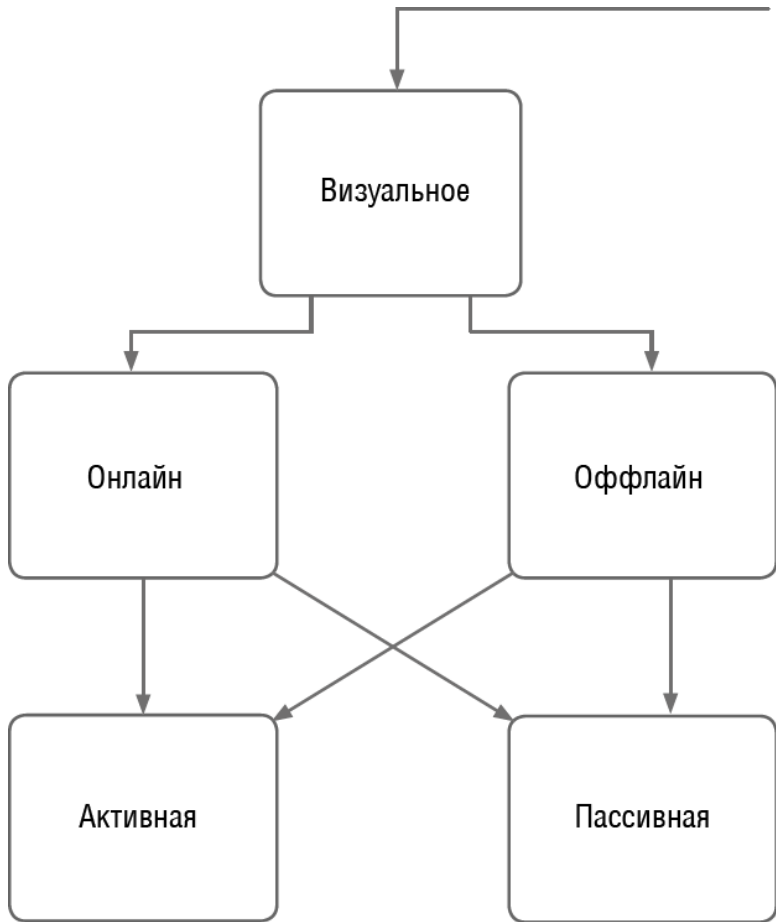 Визуальное
Онлайн
Оффлайн
Активная
Пассивная